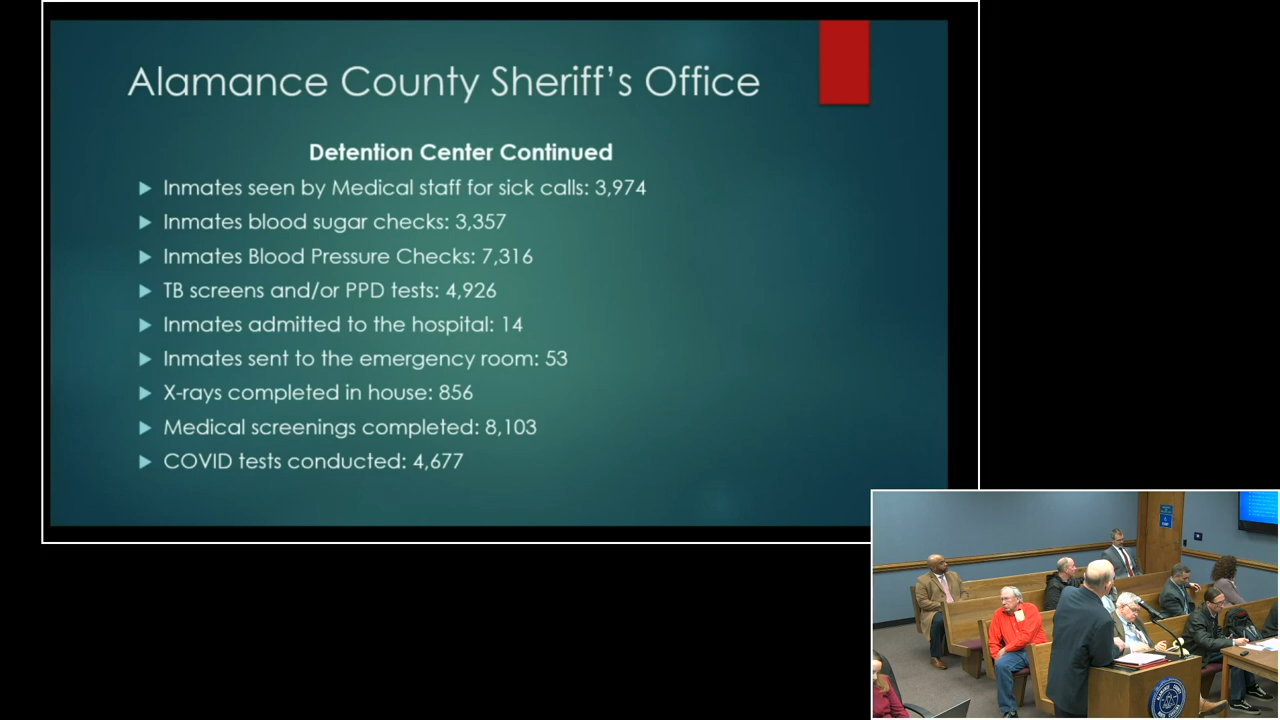 Alamance County Sheriff's Office
Detention Center Continued
Inmates seen by Medical staff for sick calls: 3,974
Inmates blood sugar checks: 3,357
Inmates Blood Pressure Checks: 7,316
TB screens and/or PPD tests: 4,926
Inmates admitted to the hospital: 14
Inmates sent to the emergency room: 53
X-rays completed in house: 856
Medical screenings completed: 8,103
COVID tests conducted: 4,677